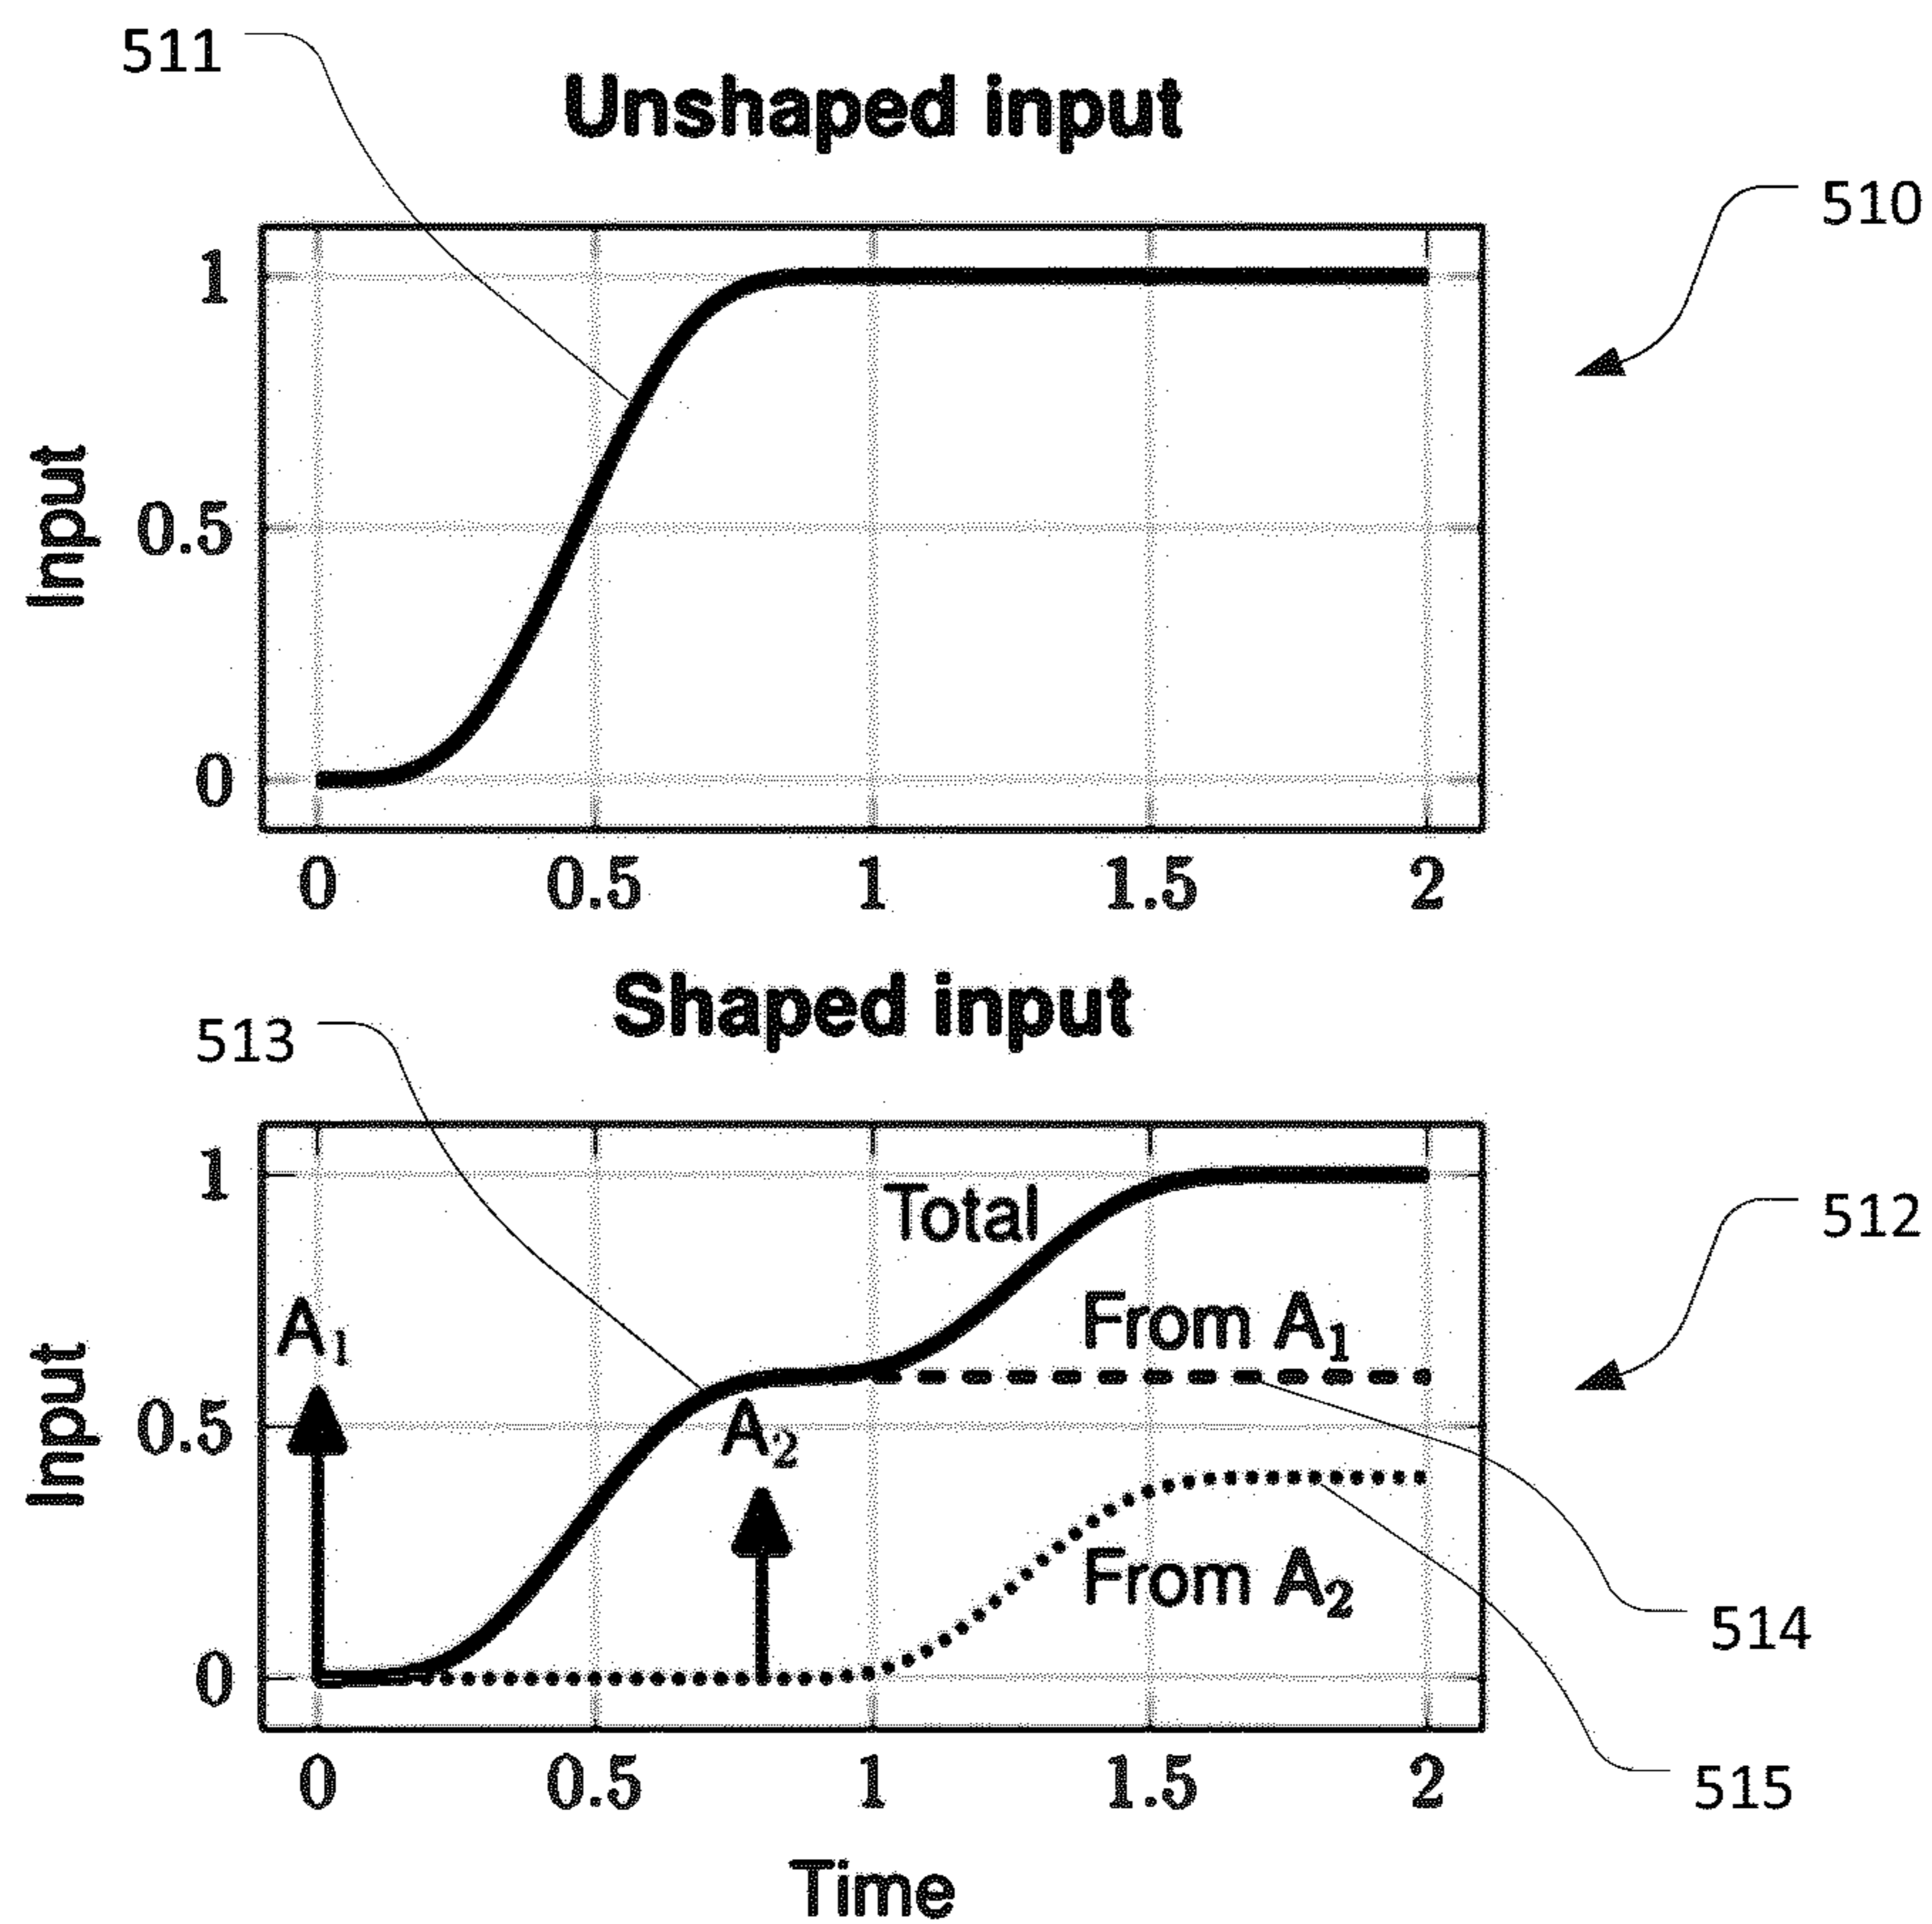 511
Unshaped input
510
1
0.5
0
Input
0 0.5 1 1.5 2
Shaped input
513
512
1
Total
A1
From A1
0.5
A2
From A2
514
0
515
Input
0 0.5 1 1.5 2
Time